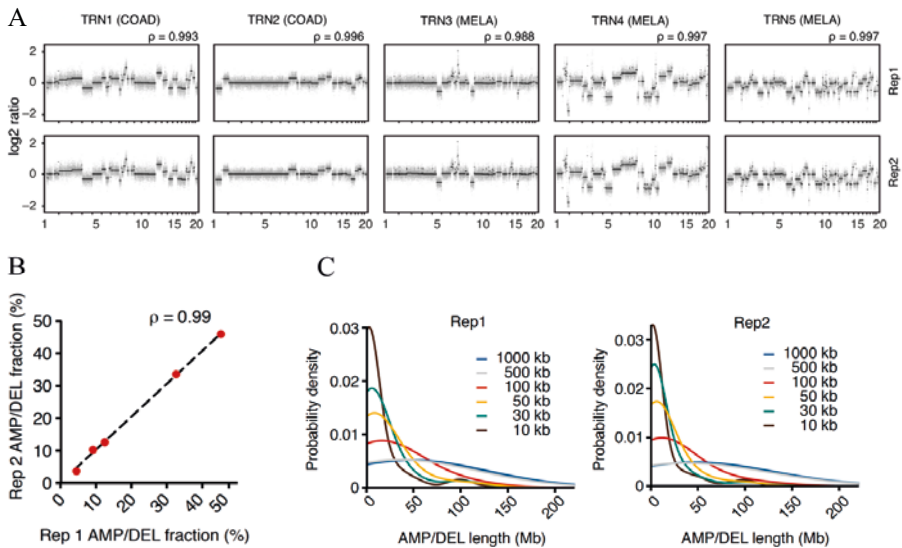 A
TRN1 (COAD) TRN2 (COAD) TRN3 (MELA) TRN4 (MELA) TRN5 (MELA)
ρ = 0.993 ρ = 0.996 ρ = 0.988 ρ = 0.997 ρ = 0.997
2
0
−2
Rep1
log2 ratio
2
0
−2
Rep2
1 5 10 15 20 1 5 10 15 20 1 5 10 15 20 1 5 10 15 20 1 5 10 15 20
B
ρ = 0.99
Rep 2 AMP/DEL fraction (%)
50
40
30
20
10
0
0 10 20 30 40 50
Rep 1 AMP/DEL fraction (%)
C
Rep1
Probability density
0.03
0.02
0.01
0
1000 kb
500 kb
100 kb
50 kb
30 kb
10 kb
0 50 100 150 200
AMP/DEL length (Mb)
Rep2
Probability density
0.03
0.02
0.01
0
1000 kb
500 kb
100 kb
50 kb
30 kb
10 kb
0 50 100 150 200
AMP/DEL length (Mb)